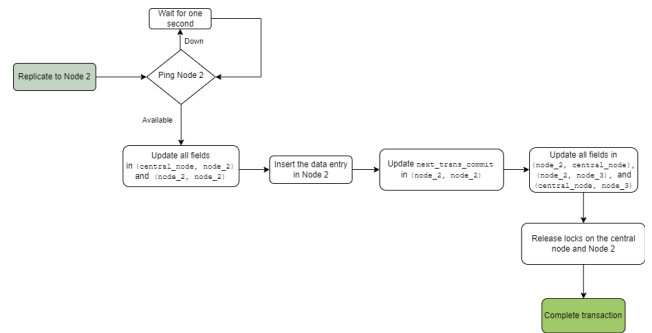 Wait for one
second
Down
Replicate to Node 2
Ping Node 2
Available
Update all fields
in (central_node, node_2)
and (node_2, node_2)
Insert the data entry
in Node 2
Update next_trans_commit
in (node_2, node_2)
Update all fields in
(node_2, central_node),
(node_2, node_3), and
(central_node, node_3)
Release locks on the central
node and Node 2
Complete transaction